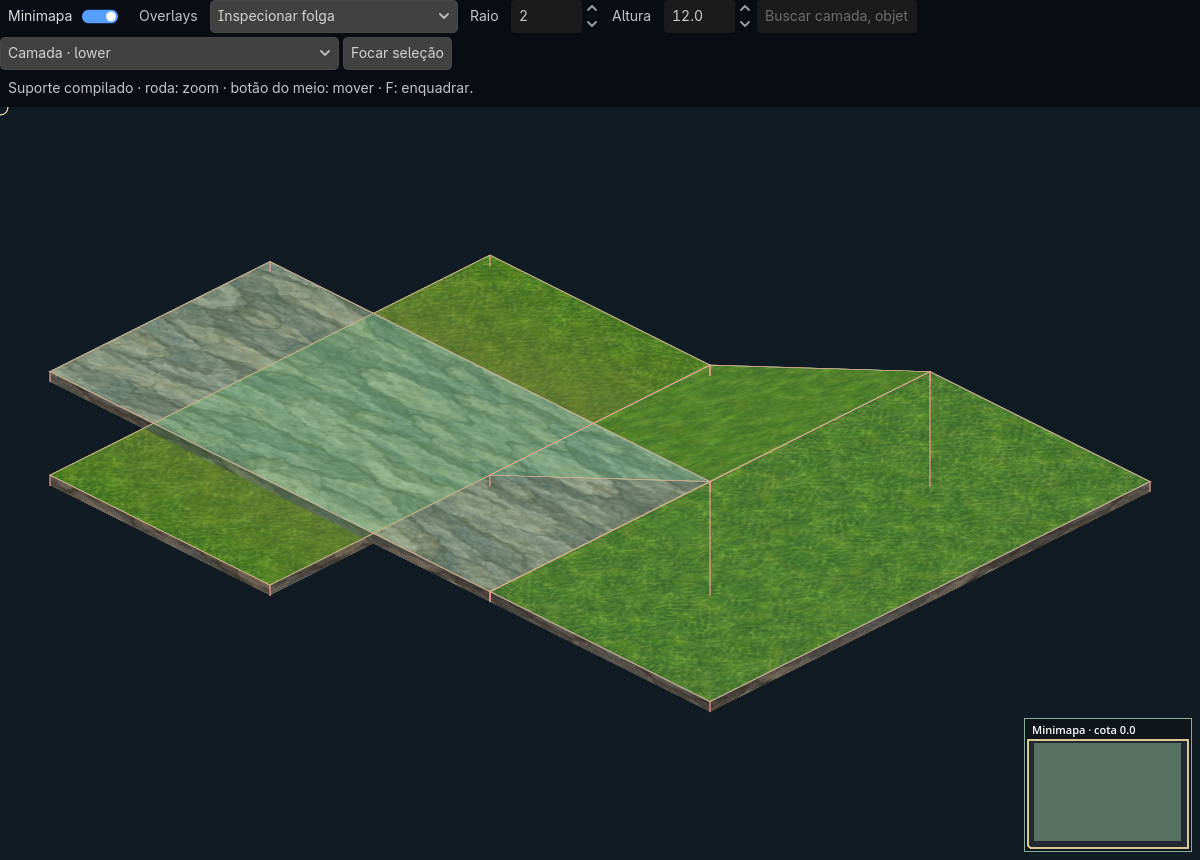 Minimapa Overlays Inspecionar folga Raio 2 Altura 12.0 Buscar camada, objet
Camada · lower Focar seleção
Suporte compilado · roda: zoom · botão do meio: mover · F: enquadrar.
Minimapa · cota 0.0